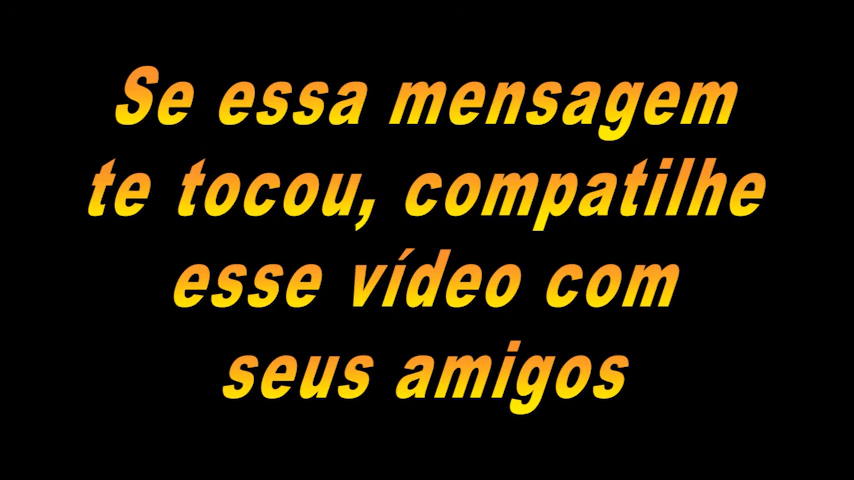 Se essa mensagem
te tocou, compatilhe
esse vídeo com
seus amigos